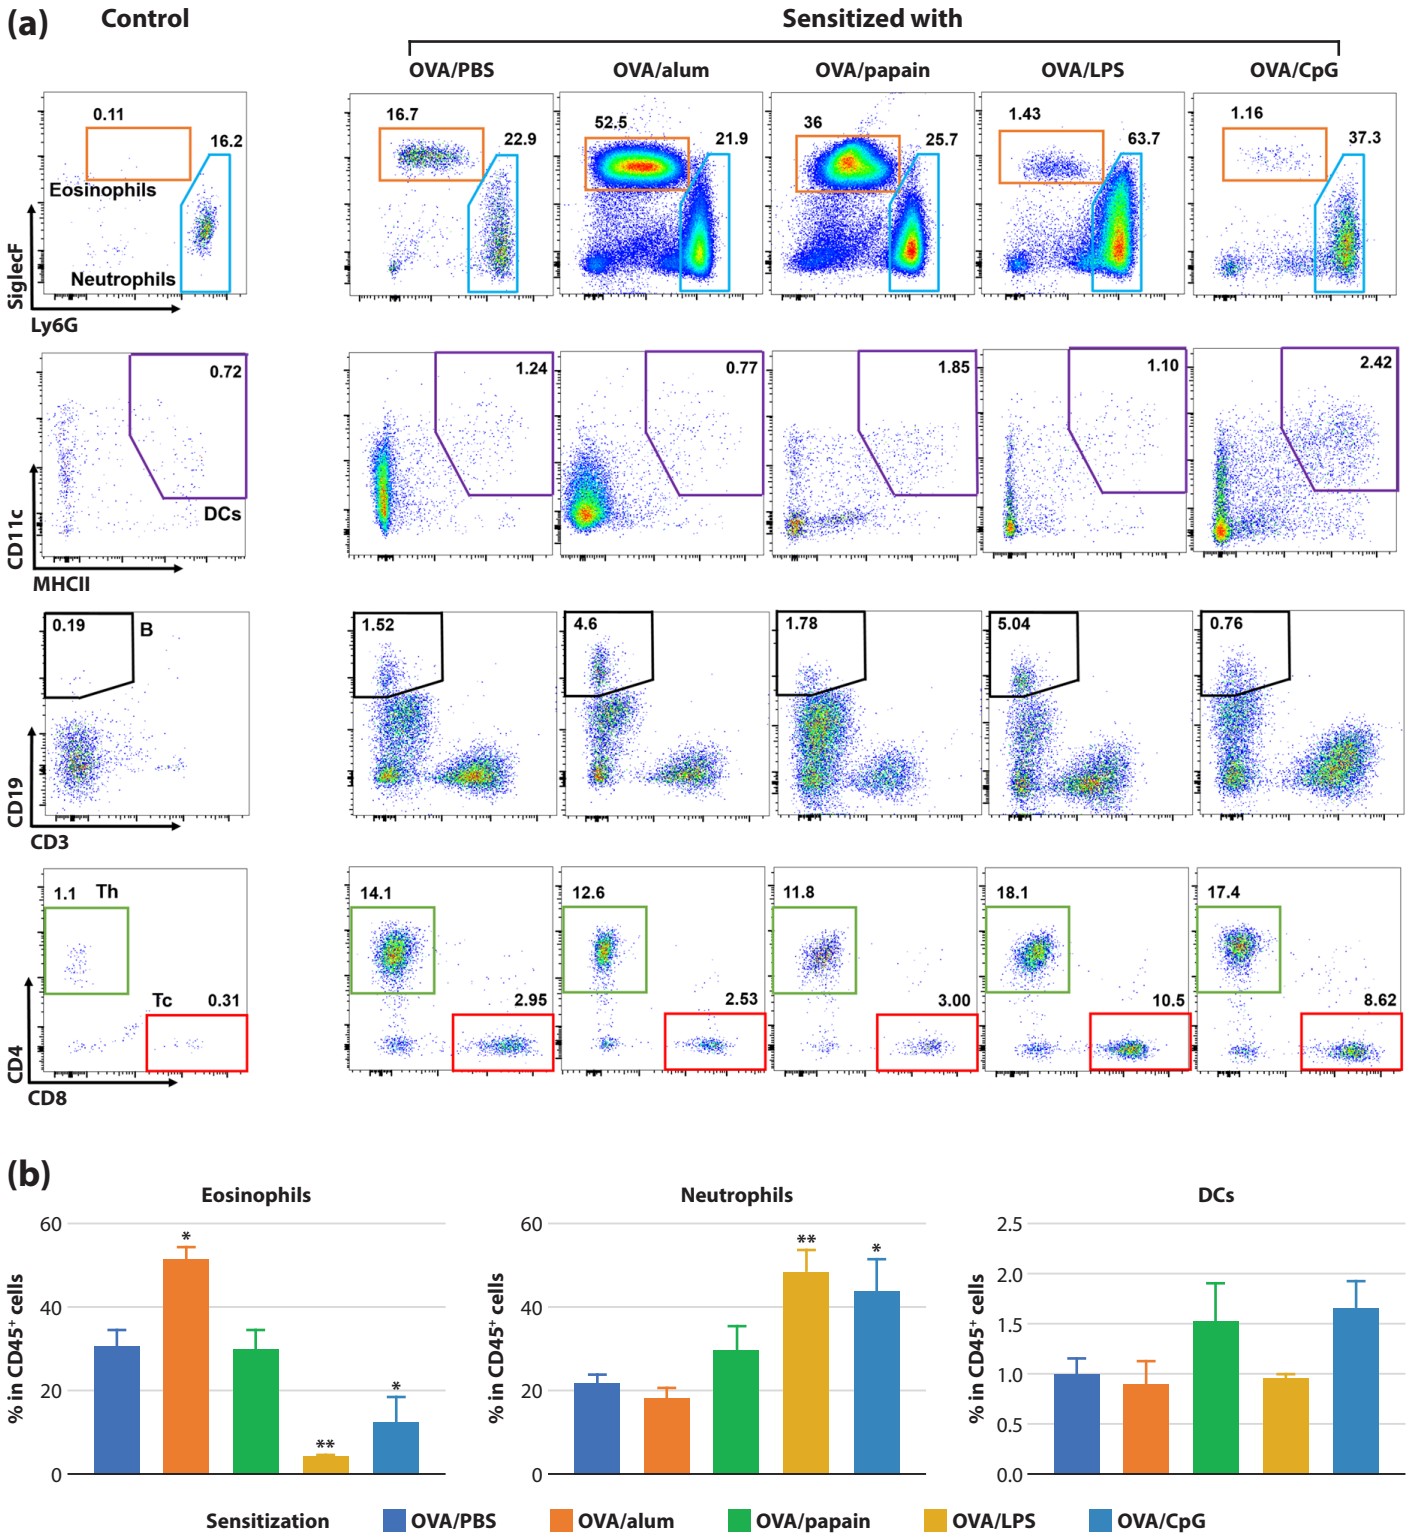 (a) Control Sensitized with
OVA/PBS OVA/alum OVA/papain OVA/LPS OVA/CpG
0.11 16.2 16.7 22.9 52.5 21.9 36 25.7 1.43 63.7 1.16 37.3
Eosinophils
Neutrophils
SiglecF
Ly6G
0.72 1.24 0.77 1.85 1.10 2.42
DCs
CD11c
MHCII
0.19 B 1.52 4.6 1.78 5.04 0.76
CD19
CD3
1.1 Th 14.1 12.6 11.8 18.1 17.4
Tc 0.31 2.95 2.53 3.00 10.5 8.62
CD4
CD8
(b)
Eosinophils
% in CD45⁺ cells
60
40
20
0
*
**
*
Neutrophils
% in CD45⁺ cells
60
40
20
0
**
*
DCs
% in CD45⁺ cells
2.5
2.0
1.5
1.0
0.5
0.0
Sensitization OVA/PBS OVA/alum OVA/papain OVA/LPS OVA/CpG